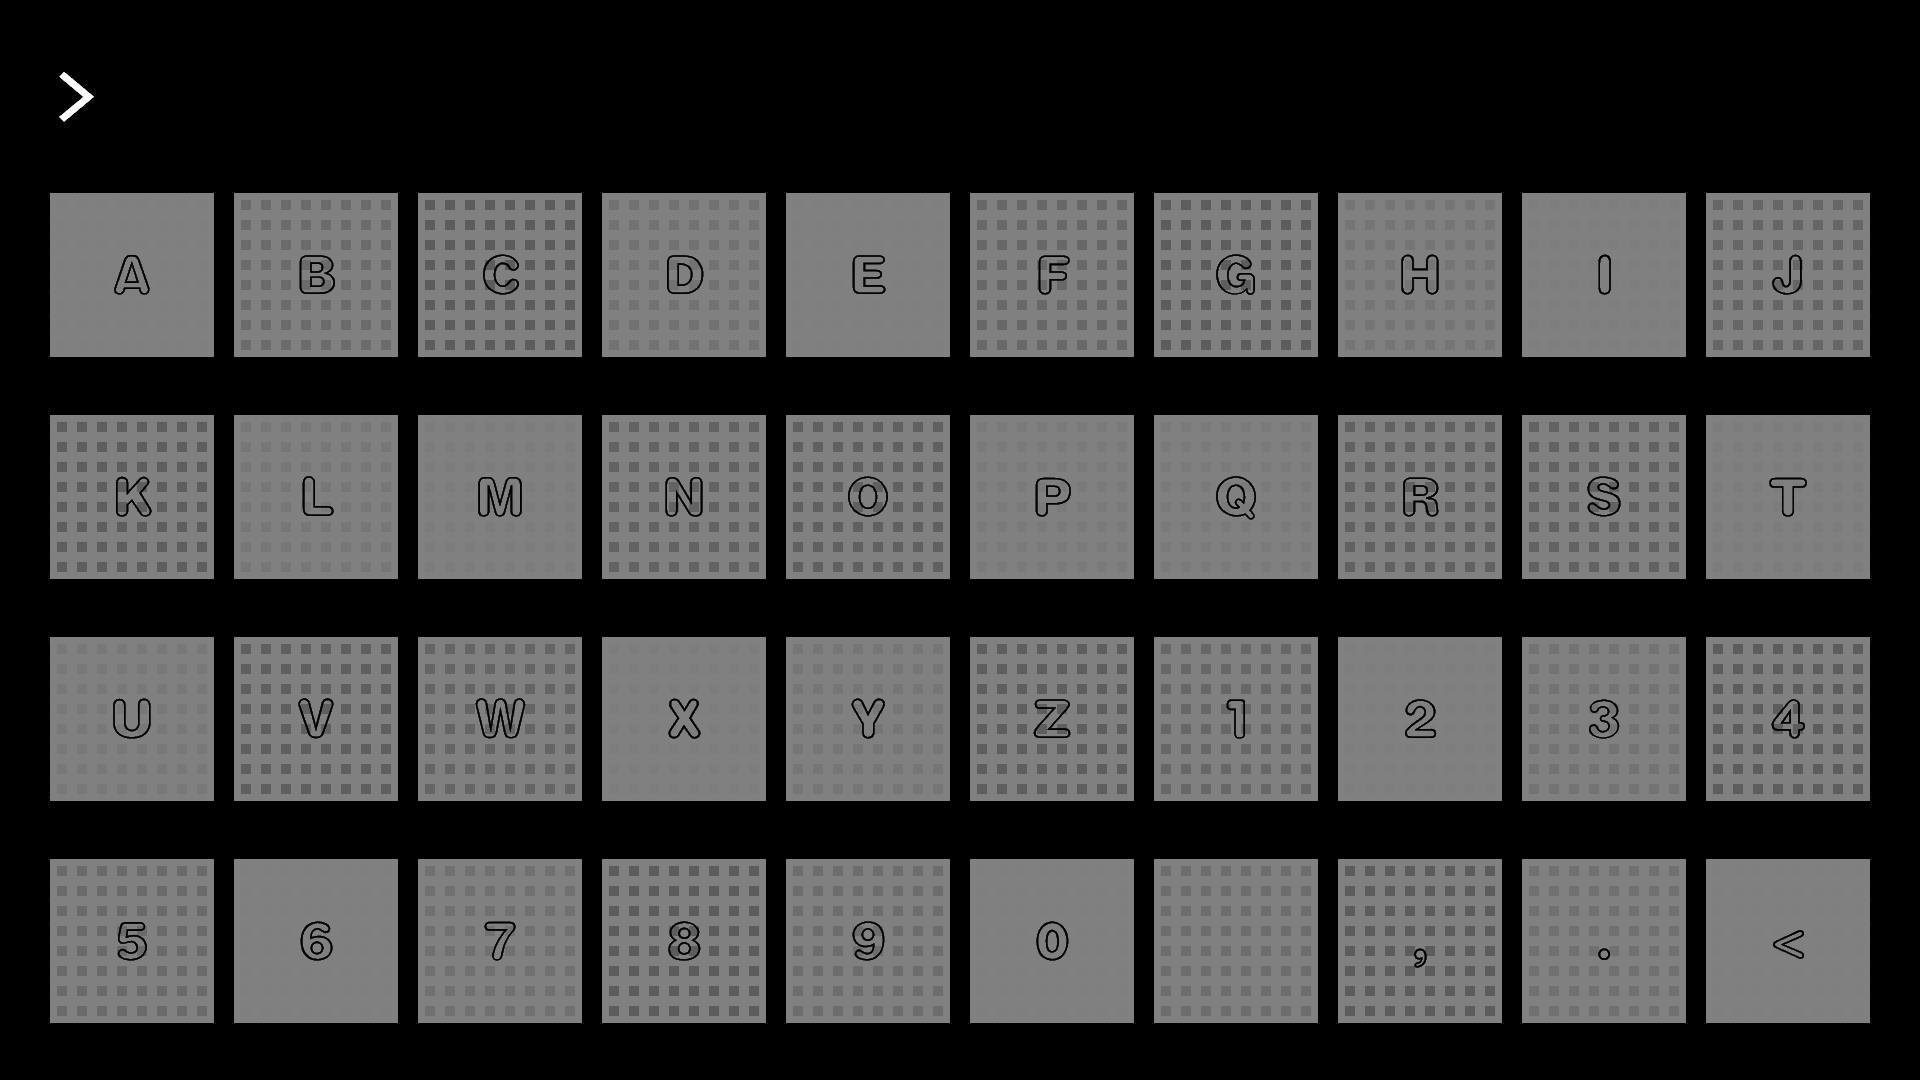 >
A B C D E F G H I J
K L M N O P Q R S T
U V W X Y Z 1 2 3 4
5 6 7 8 9 0 , . <